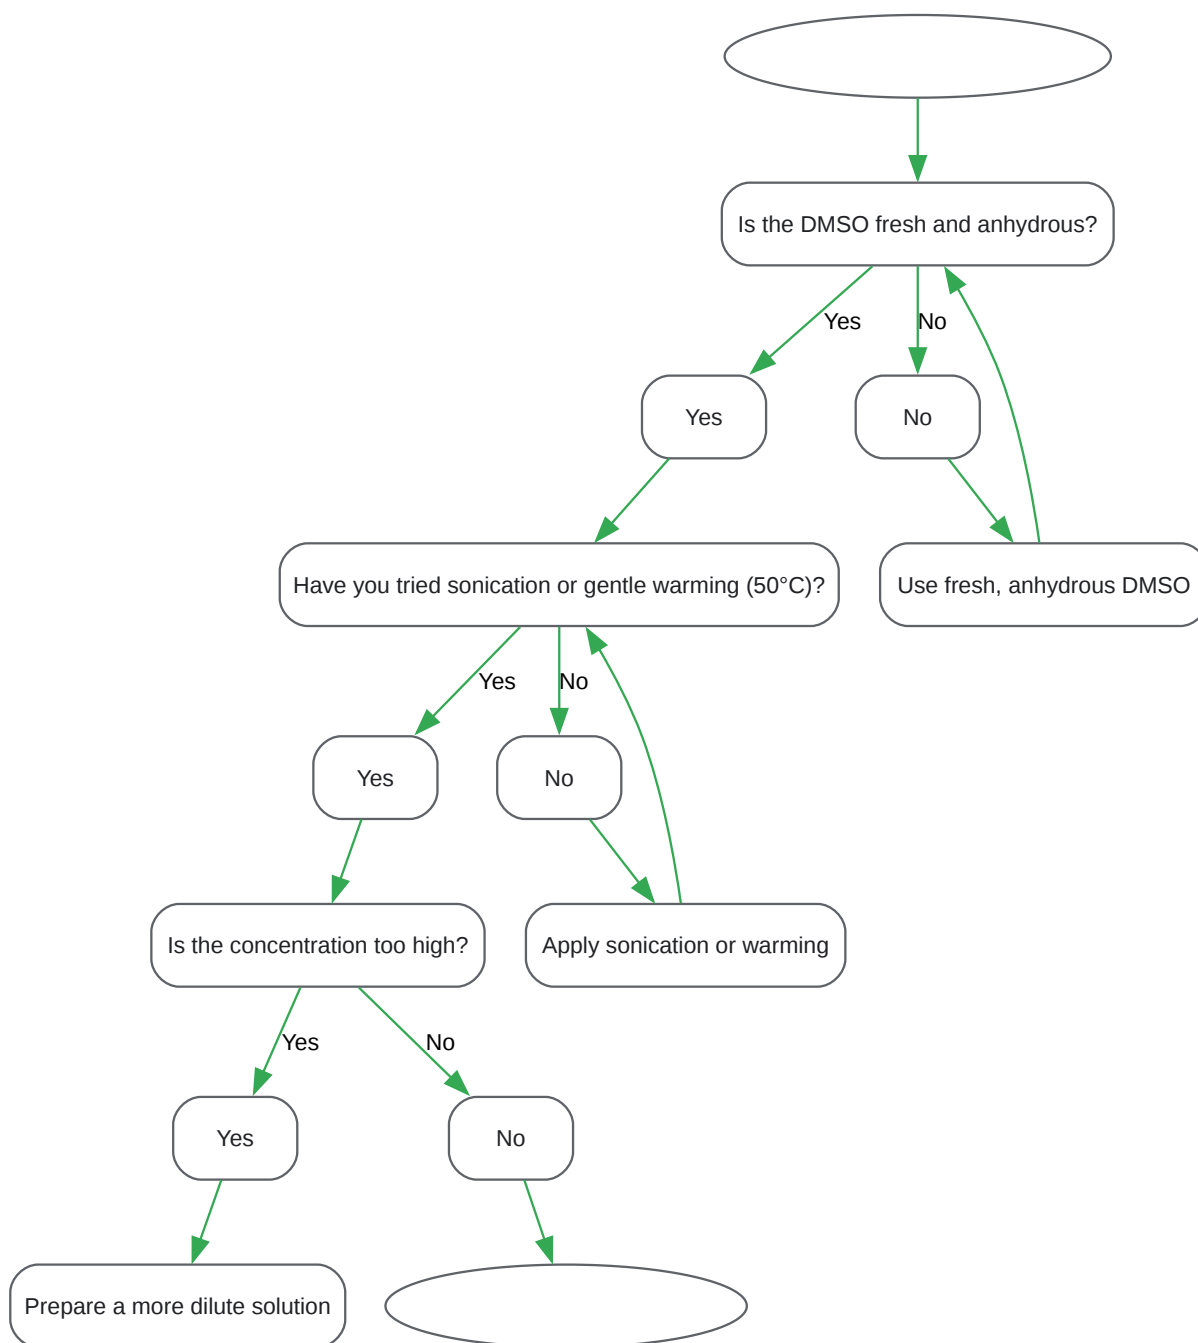 Is the DMSO fresh and anhydrous?
Yes
No
Yes
No
Have you tried sonication or gentle warming (50°C)?
Use fresh, anhydrous DMSO
Yes
No
Yes
No
Is the concentration too high?
Apply sonication or warming
Yes
No
Yes
No
Prepare a more dilute solution